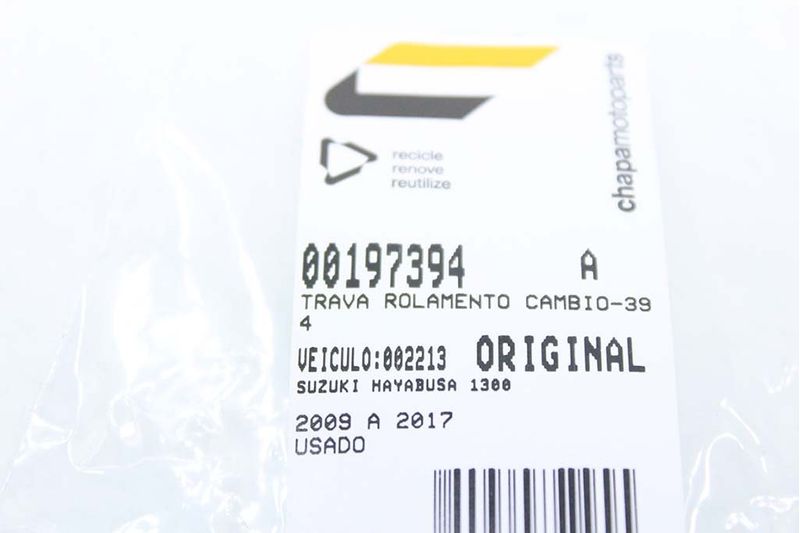 chapamotoparts
recicle
renove
reutilize
00197394 A
TRAVA ROLAMENTO CAMBIO-39
4
VEICULO:002213 ORIGINAL
SUZUKI HAYABUSA 1300
2009 A 2017
USADO